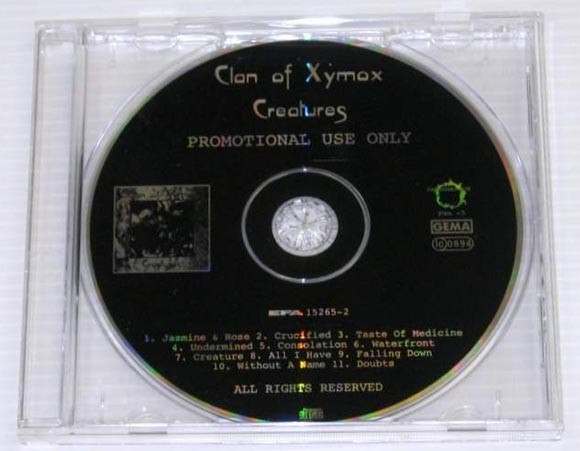 Clan of Xymox
Creatures
PROMOTIONAL USE ONLY
GEMA
LC0894
EFA 15265-2
1. Jasmine & Rose 2. Crucified 3. Taste Of Medicine
4. Undermined 5. Consolation 6. Waterfront
7. Creature 8. All I Have 9. Falling Down
10. Without A Name 11. Doubts
ALL RIGHTS RESERVED